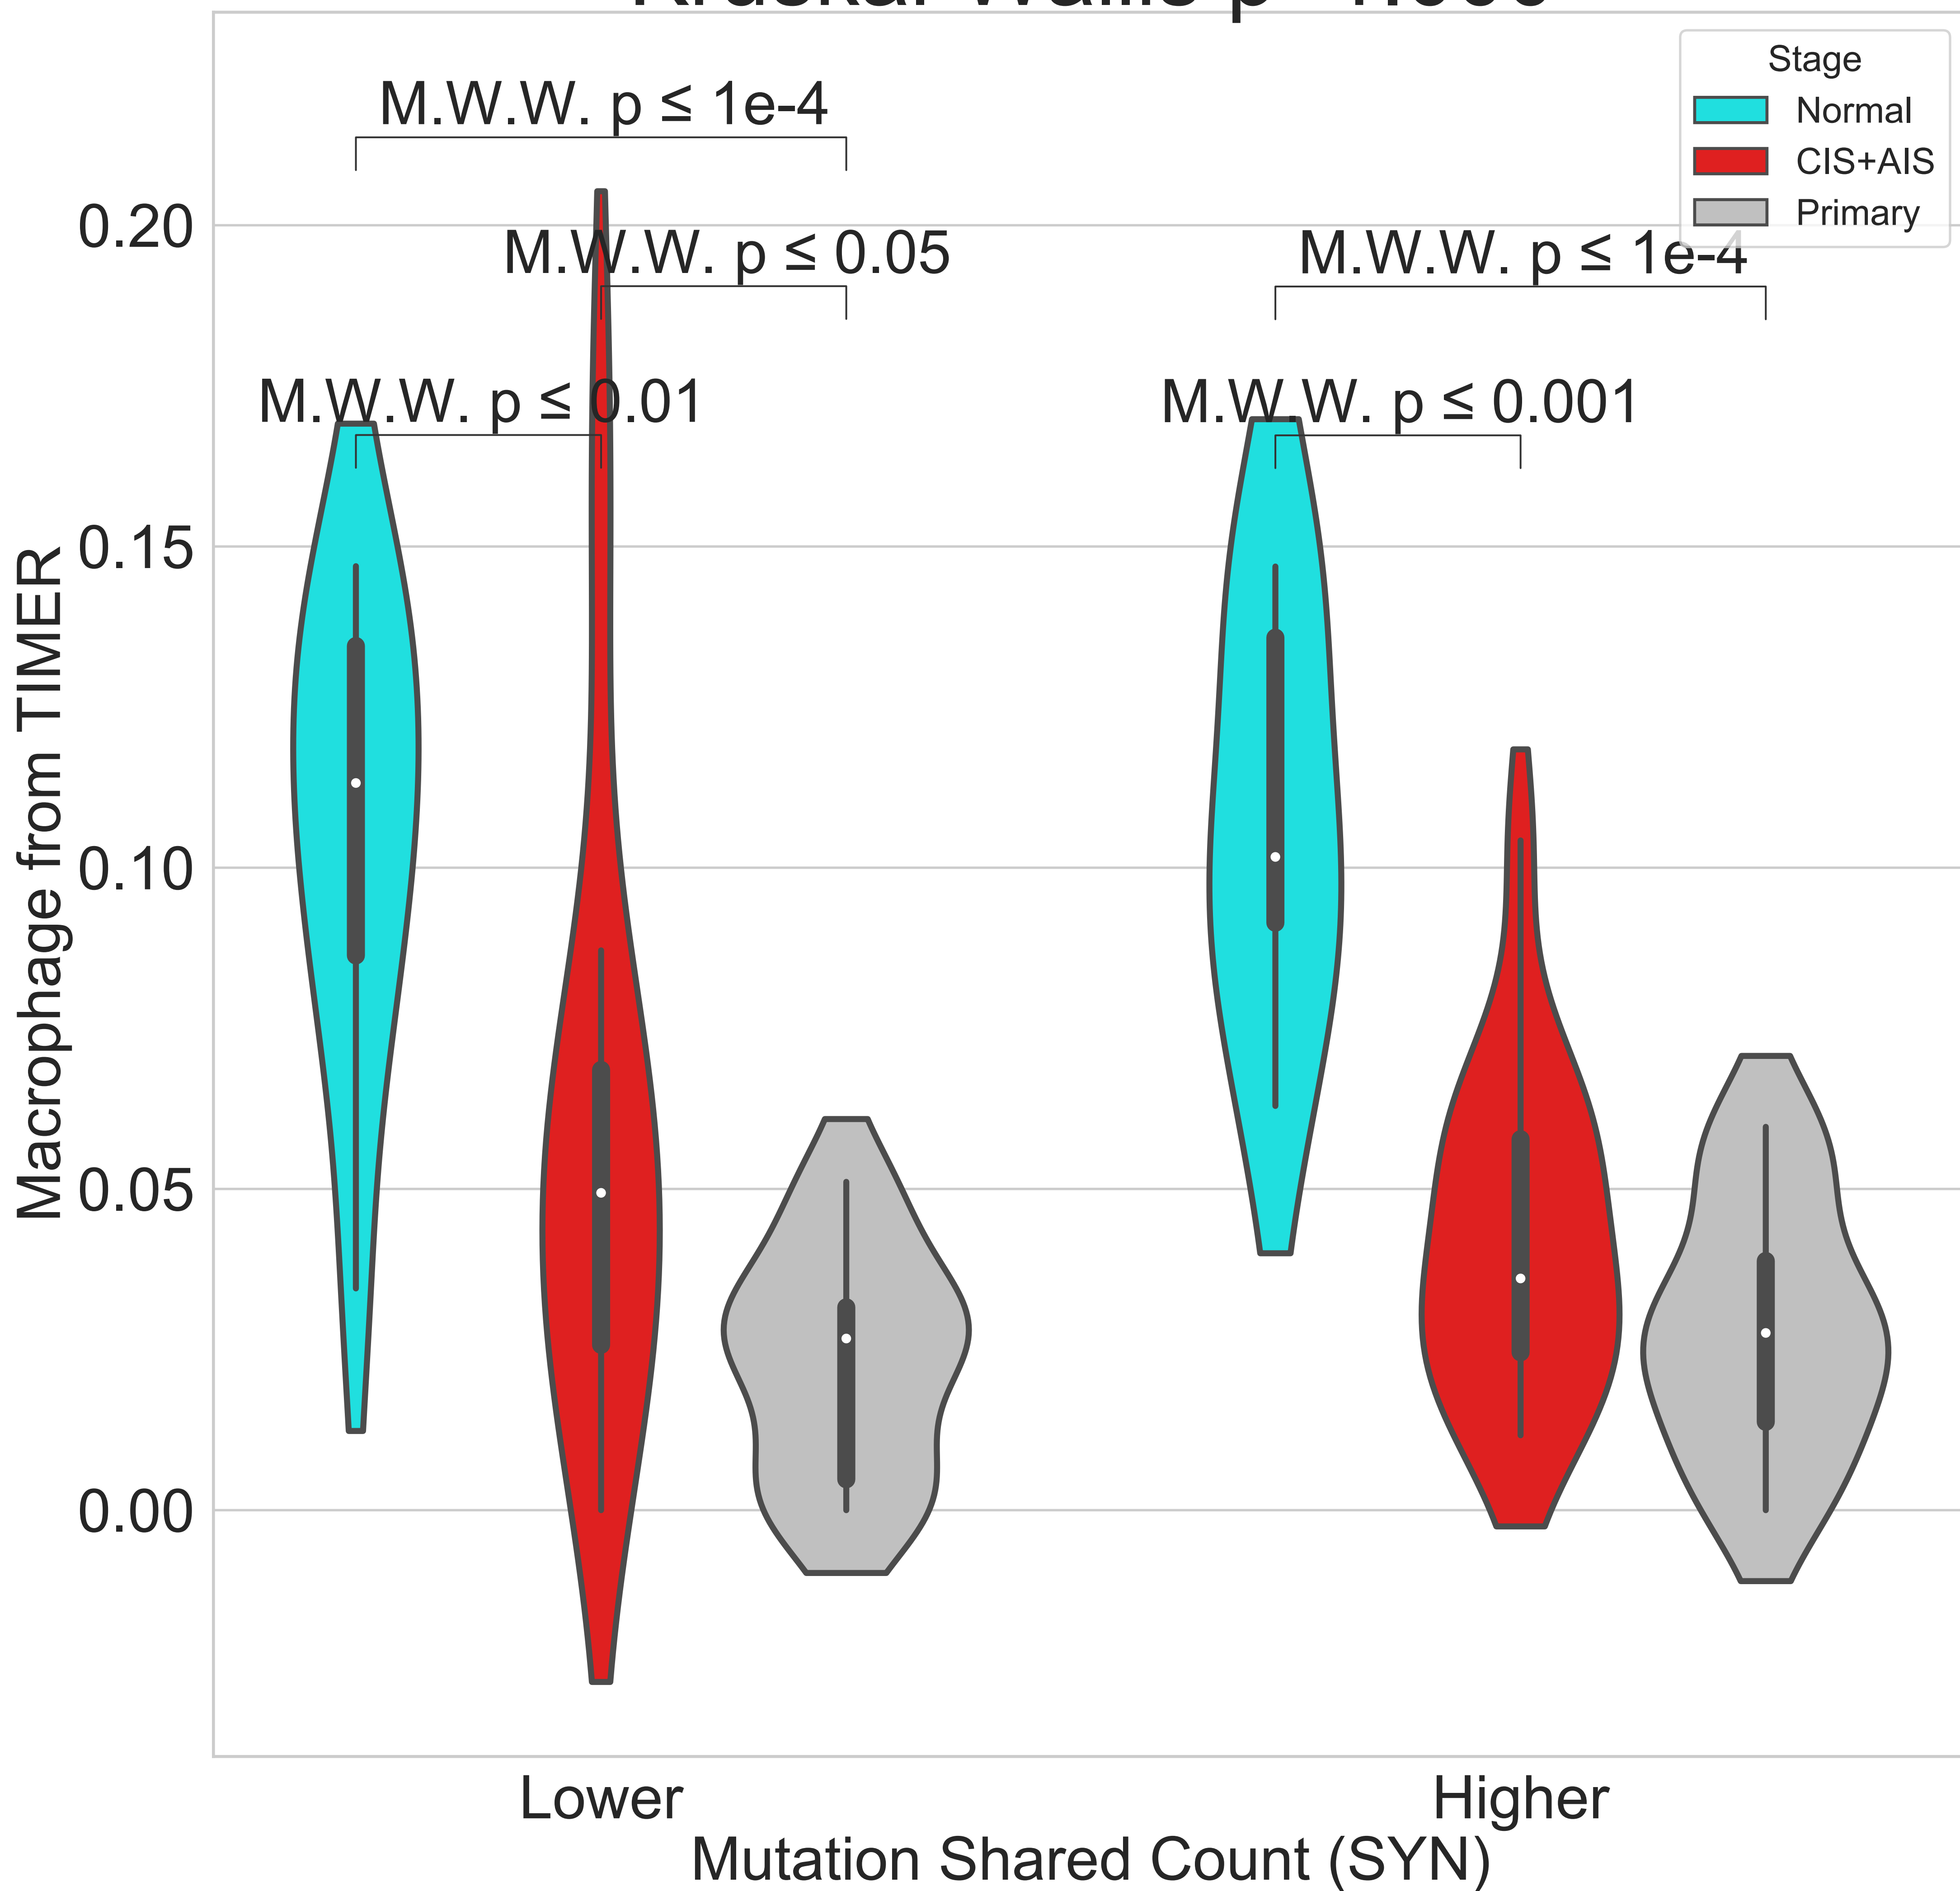 Stage
Normal
CIS+AIS
Primary
M.W.W. p ≤ 1e-4
M.W.W. p ≤ 0.05
M.W.W. p ≤ 1e-4
M.W.W. p ≤ 0.01
M.W.W. p ≤ 0.001
0.20
0.15
0.10
0.05
0.00
Macrophage from TIMER
Lower
Higher
Mutation Shared Count (SYN)